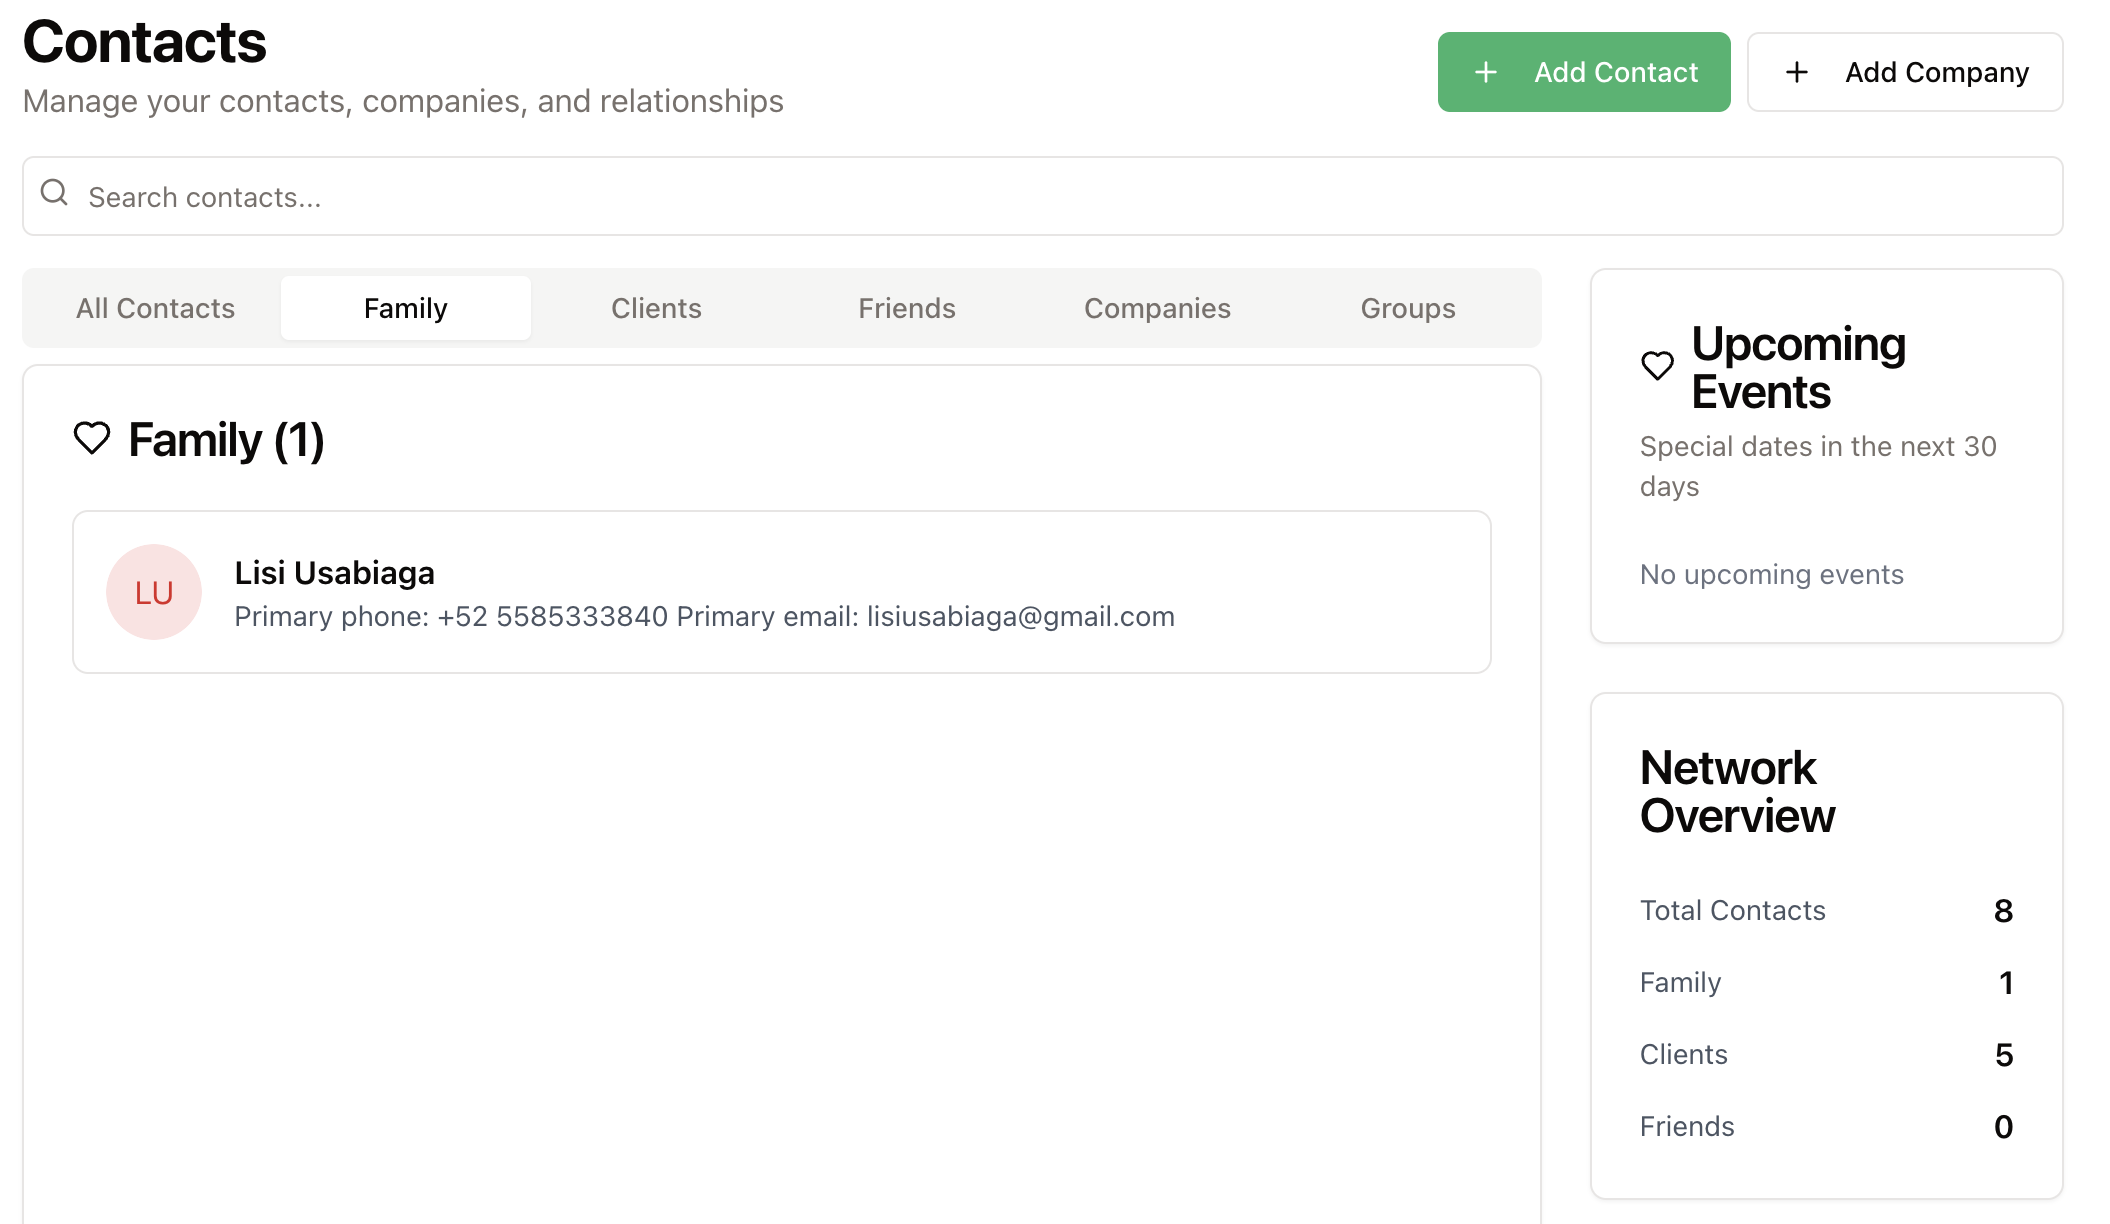 Contacts
Manage your contacts, companies, and relationships
Add Contact
Add Company
Search contacts...
All Contacts
Family
Clients
Friends
Companies
Groups
Family (1)
LU
Lisi Usabiaga
Primary phone: +52 5585333840 Primary email: lisiusabiaga@gmail.com
Upcoming
Events
Special dates in the next 30
days
No upcoming events
Network
Overview
Total Contacts 8
Family 1
Clients 5
Friends 0